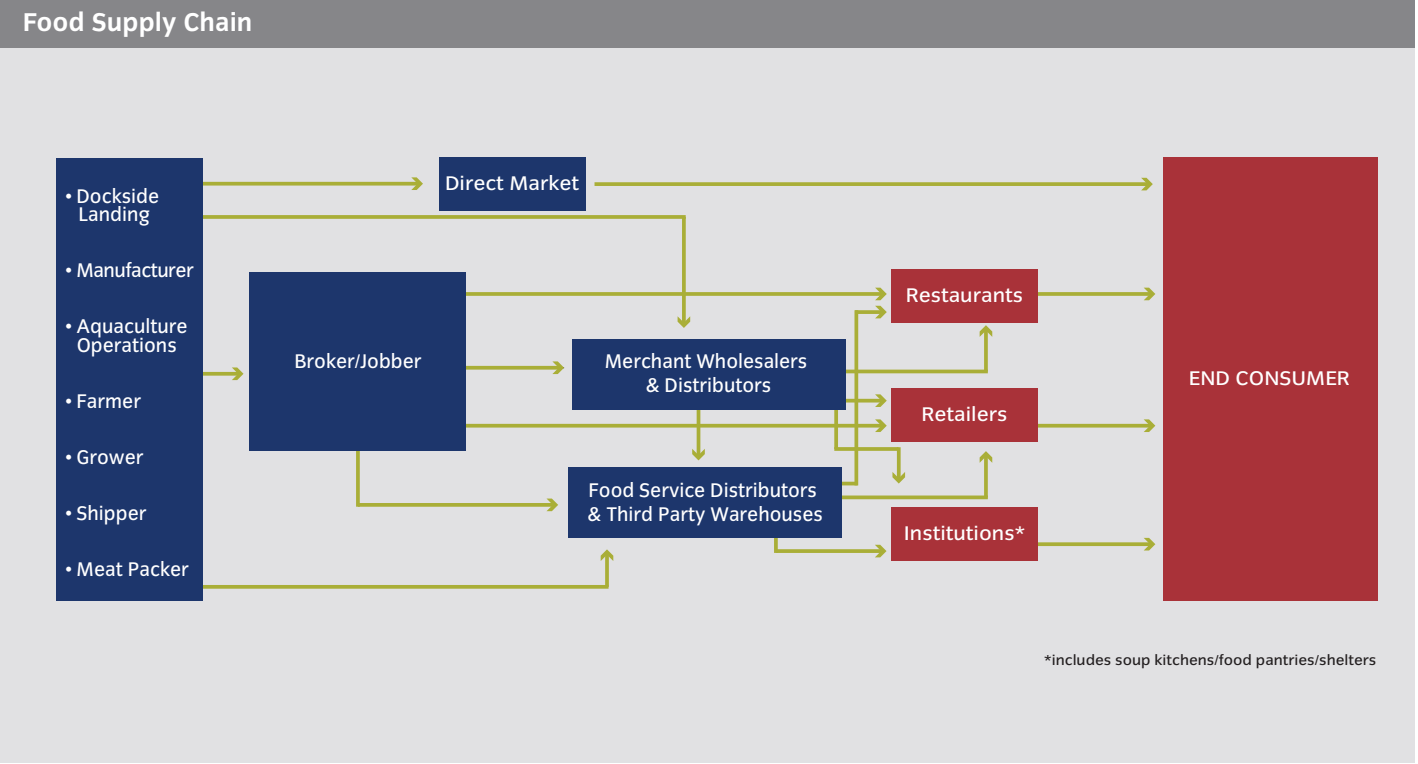 Food Supply Chain
• Dockside
Landing
• Manufacturer
• Aquaculture
Operations
• Farmer
• Grower
• Shipper
• Meat Packer
Direct Market
Broker/Jobber
Merchant Wholesalers
& Distributors
Food Service Distributors
& Third Party Warehouses
Restaurants
Retailers
Institutions*
END CONSUMER
*includes soup kitchens/food pantries/shelters